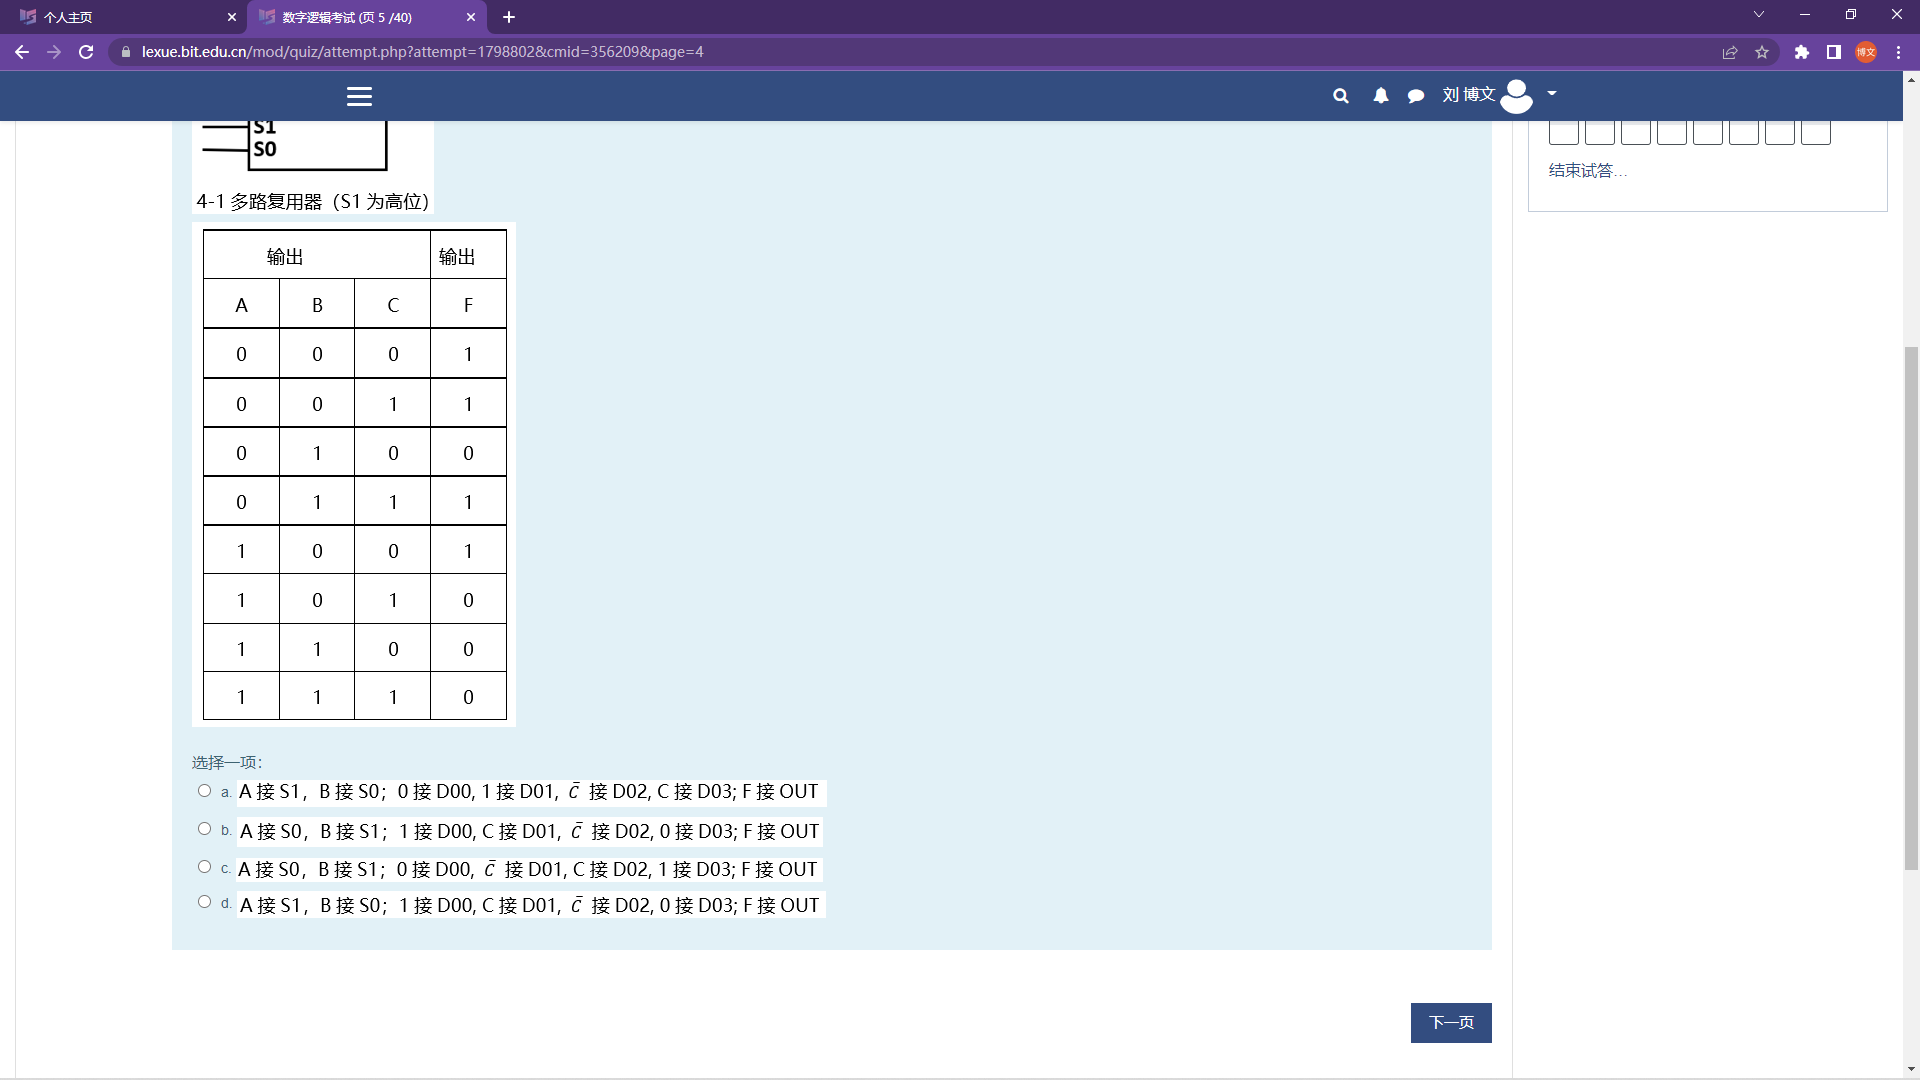 个人主页
数字逻辑考试 (页 5 /40)
lexue.bit.edu.cn/mod/quiz/attempt.php?attempt=1798802&cmid=356209&page=4
博文
刘 博文
S1
S0
4-1 多路复用器（S1 为高位）
结束试答...
输出 输出
A B C F
0 0 0 1
0 0 1 1
0 1 0 0
0 1 1 1
1 0 0 1
1 0 1 0
1 1 0 0
1 1 1 0
选择一项：
a. A 接 S1，B 接 S0；0 接 D00, 1 接 D01, C̄ 接 D02, C 接 D03; F 接 OUT
b. A 接 S0，B 接 S1；1 接 D00, C 接 D01, C̄ 接 D02, 0 接 D03; F 接 OUT
c. A 接 S0，B 接 S1；0 接 D00, C̄ 接 D01, C 接 D02, 1 接 D03; F 接 OUT
d. A 接 S1，B 接 S0；1 接 D00, C 接 D01, C̄ 接 D02, 0 接 D03; F 接 OUT
下一页